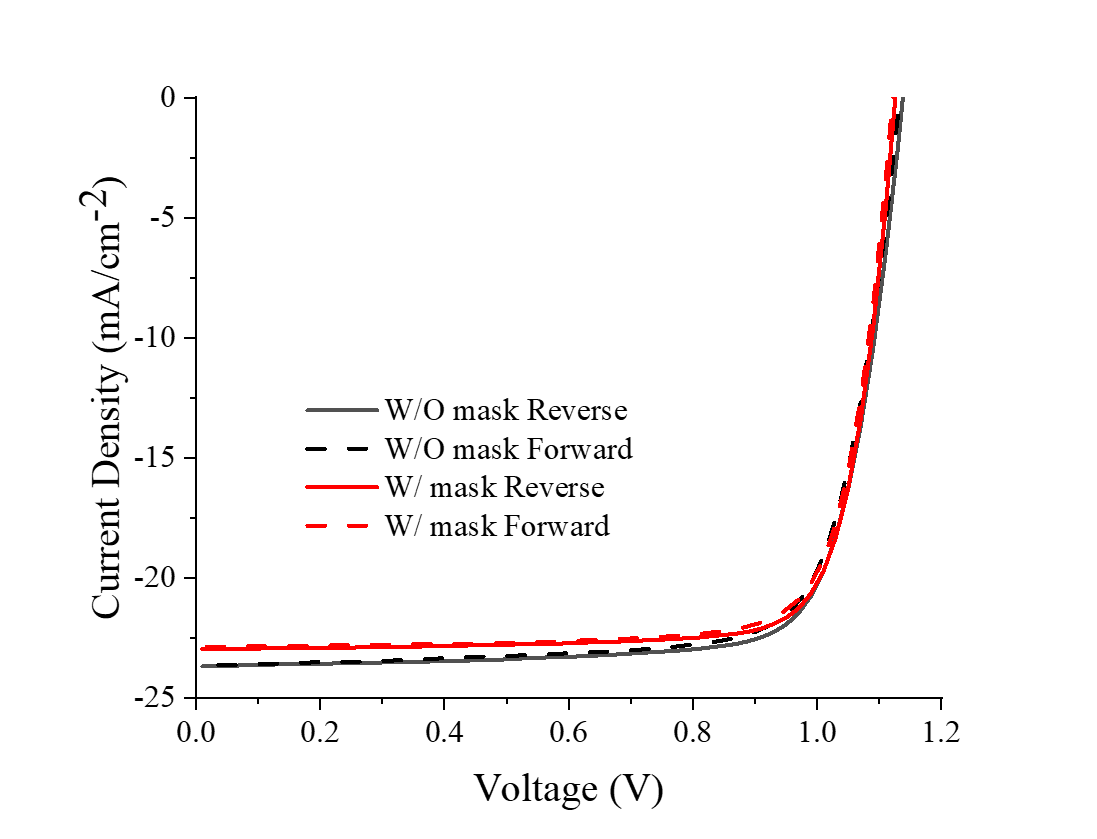 0
-5
-10
-15
-20
-25
Current Density (mA/cm⁻²)
W/O mask Reverse
W/O mask Forward
W/ mask Reverse
W/ mask Forward
0.0 0.2 0.4 0.6 0.8 1.0 1.2
Voltage (V)